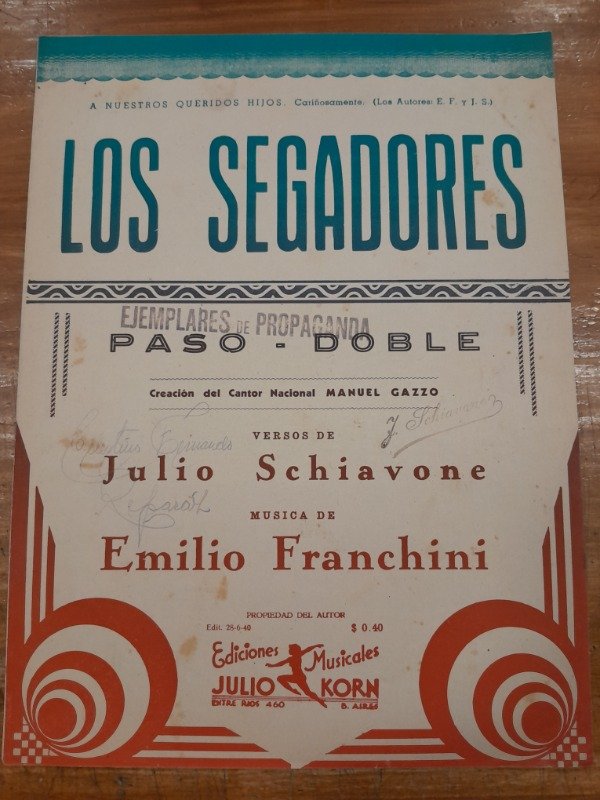 A NUESTROS QUERIDOS HIJOS. Cariñosamente. (Los Autores: E. F. y J. S.)
LOS SEGADORES
EJEMPLARES DE PROPAGANDA
PASO - DOBLE
Creación del Cantor Nacional MANUEL GAZZO
J. Schiavone
VERSOS DE
Julio Schiavone
MUSICA DE
Emilio Franchini
PROPIEDAD DEL AUTOR
Edit. 28-6-40 $ 0.40
Ediciones Musicales
JULIO KORN
ENTRE RIOS 460 B. AIRES